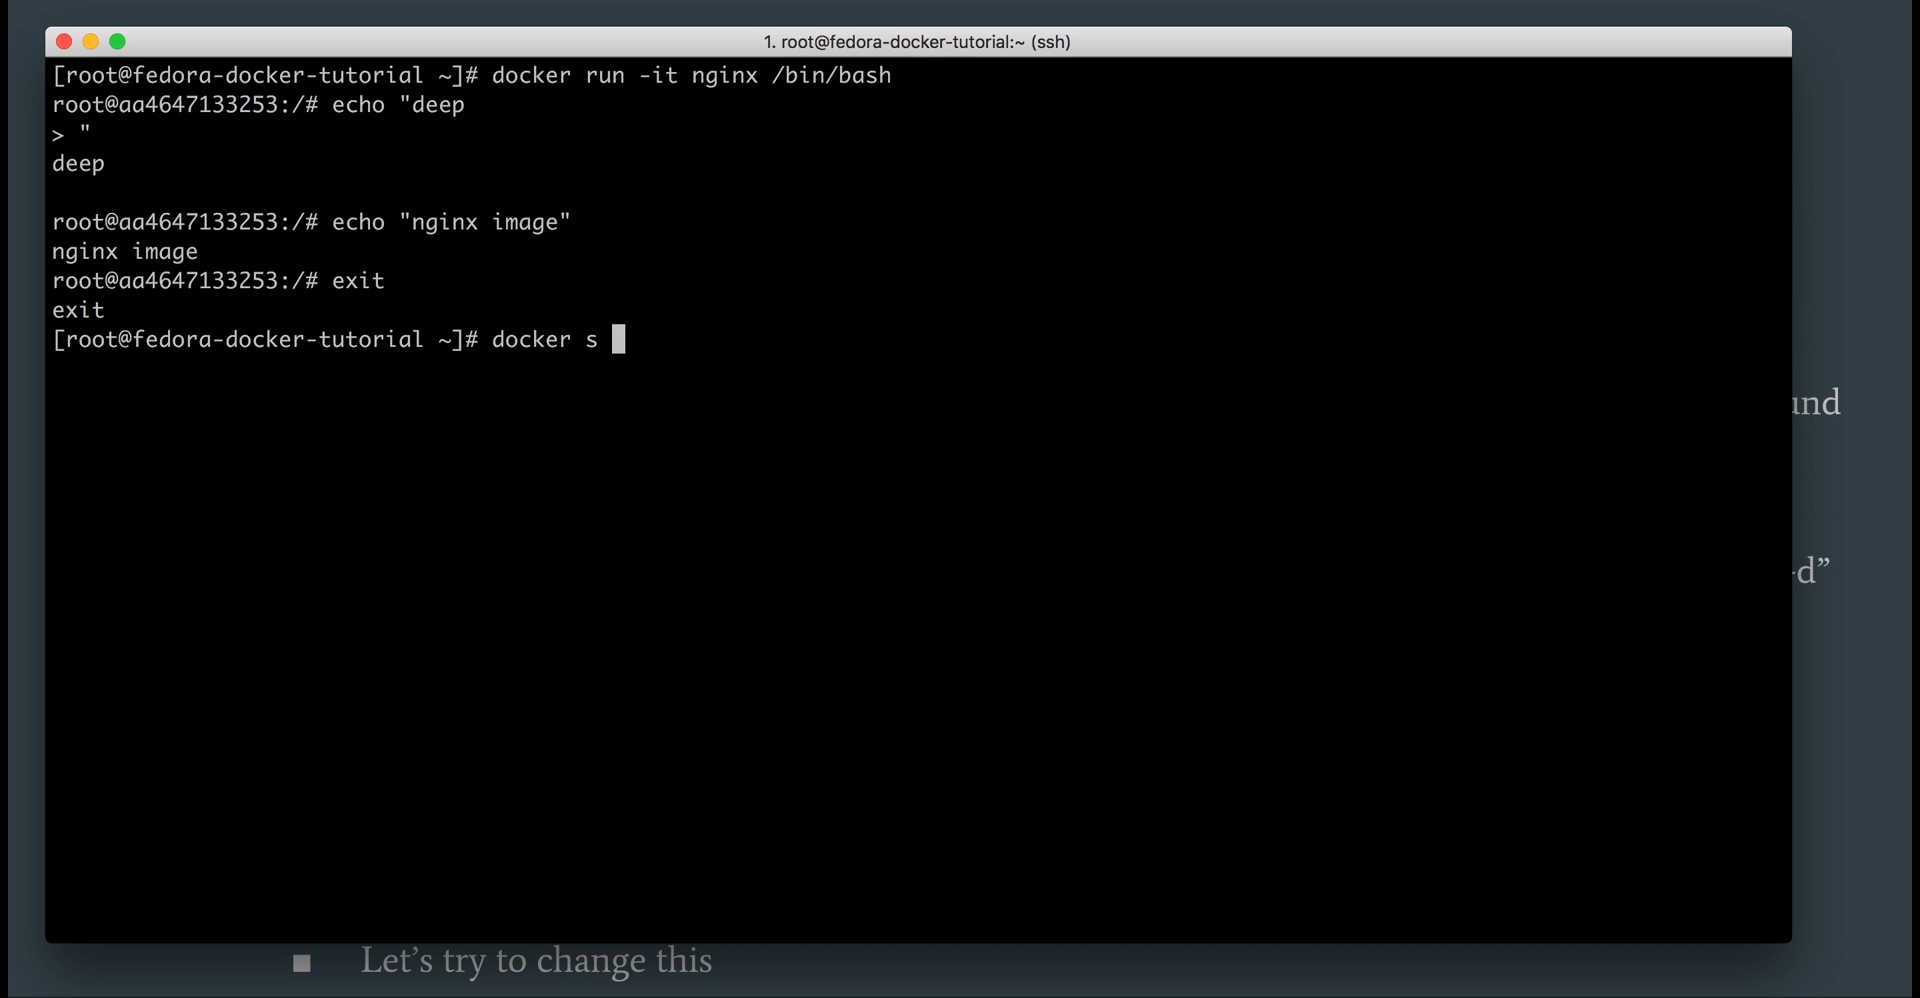 1. root@fedora-docker-tutorial:~ (ssh)
[root@fedora-docker-tutorial ~]# docker run -it nginx /bin/bash
root@aa4647133253:/# echo "deep
> "
deep
root@aa4647133253:/# echo "nginx image"
nginx image
root@aa4647133253:/# exit
exit
[root@fedora-docker-tutorial ~]# docker s
-d”
■ Let’s try to change this